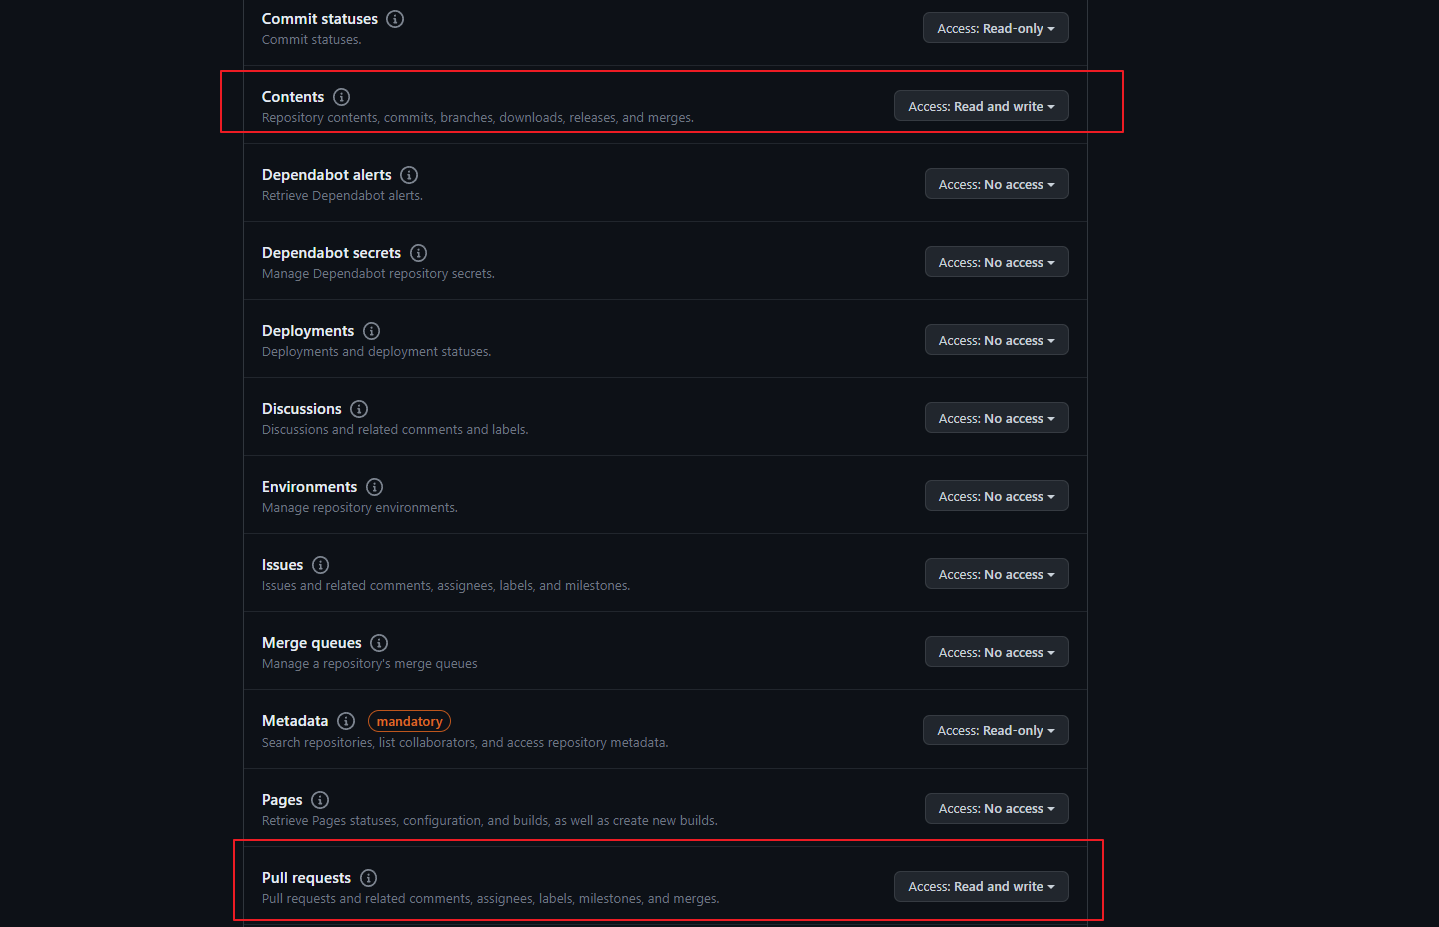 Commit statuses
Commit statuses.
Access: Read-only
Contents
Repository contents, commits, branches, downloads, releases, and merges.
Access: Read and write
Dependabot alerts
Retrieve Dependabot alerts.
Access: No access
Dependabot secrets
Manage Dependabot repository secrets.
Access: No access
Deployments
Deployments and deployment statuses.
Access: No access
Discussions
Discussions and related comments and labels.
Access: No access
Environments
Manage repository environments.
Access: No access
Issues
Issues and related comments, assignees, labels, and milestones.
Access: No access
Merge queues
Manage a repository's merge queues
Access: No access
Metadata mandatory
Search repositories, list collaborators, and access repository metadata.
Access: Read-only
Pages
Retrieve Pages statuses, configuration, and builds, as well as create new builds.
Access: No access
Pull requests
Pull requests and related comments, assignees, labels, milestones, and merges.
Access: Read and write